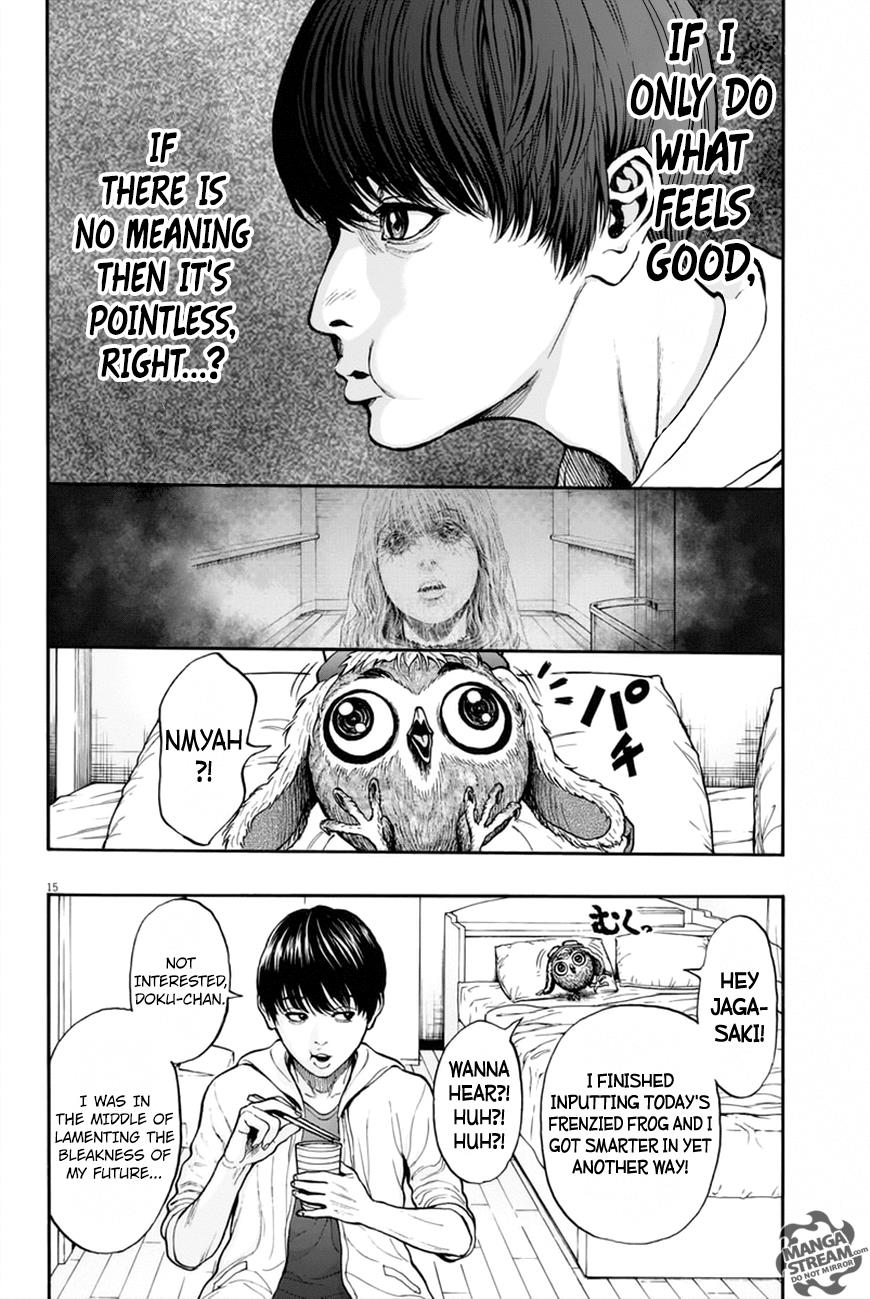 IF I
ONLY DO
WHAT
FEELS
GOOD,
IF
THERE IS
NO MEANING
THEN IT'S
POINTLESS,
RIGHT...?
パチ
NMYAH
?!
15
むくっ
HEY
JAGA-
SAKI!
I FINISHED
INPUTTING TODAY'S
FRENZIED FROG AND I
GOT SMARTER IN YET
ANOTHER WAY!
WANNA
HEAR?!
HUH?!
HUH?!
NOT
INTERESTED,
DOKU-CHAN.
I WAS IN
THE MIDDLE OF
LAMENTING THE
BLEAKNESS OF
MY FUTURE...
MANGA
STREAM.com
DO NOT MIRROR